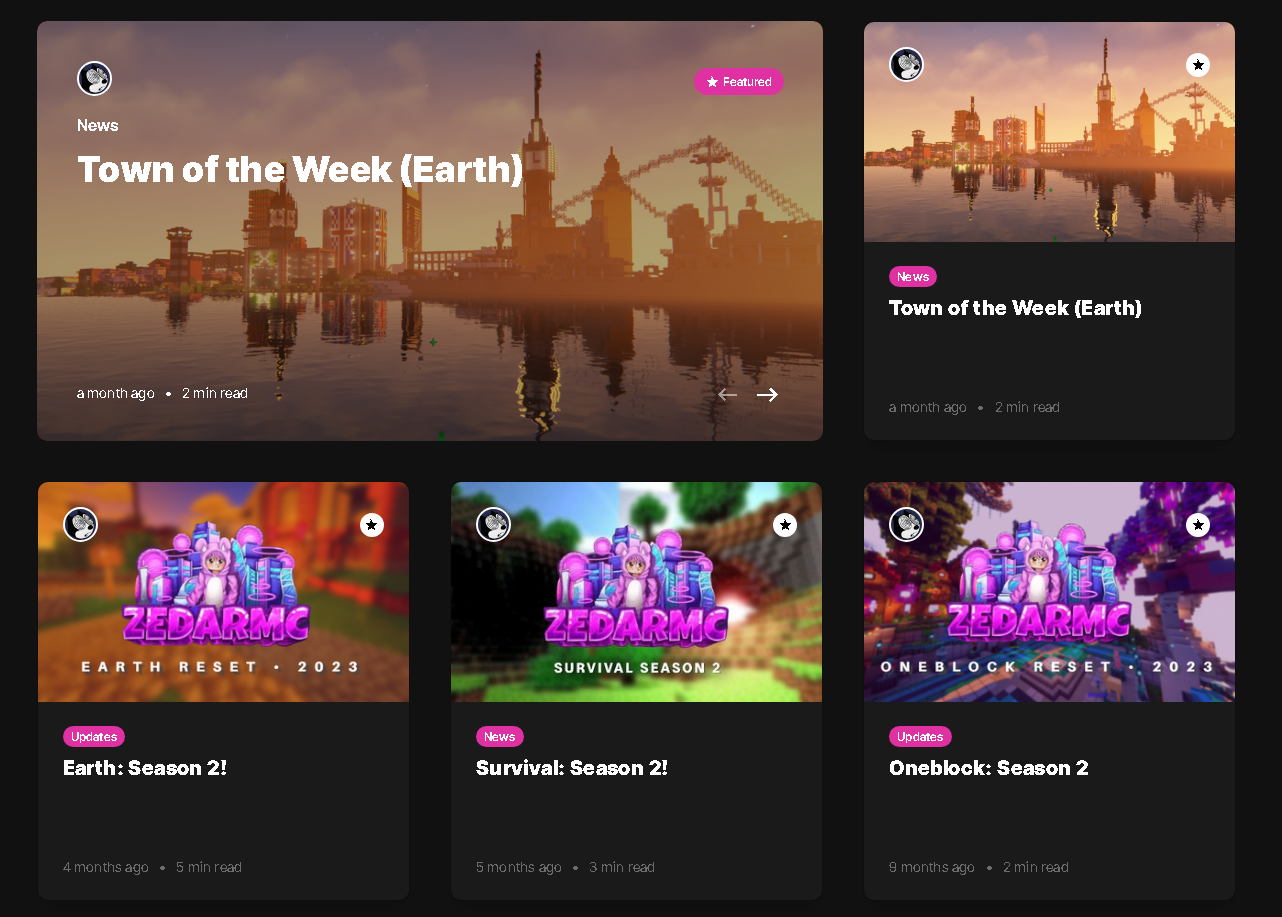 Featured
News
Town of the Week (Earth)
a month ago • 2 min read
News
Town of the Week (Earth)
a month ago • 2 min read
ZEDARMC
EARTH RESET • 2023
Updates
Earth: Season 2!
4 months ago • 5 min read
ZEDARMC
SURVIVAL SEASON 2
News
Survival: Season 2!
5 months ago • 3 min read
ZEDARMC
ONEBLOCK RESET • 2023
Updates
Oneblock: Season 2
9 months ago • 2 min read